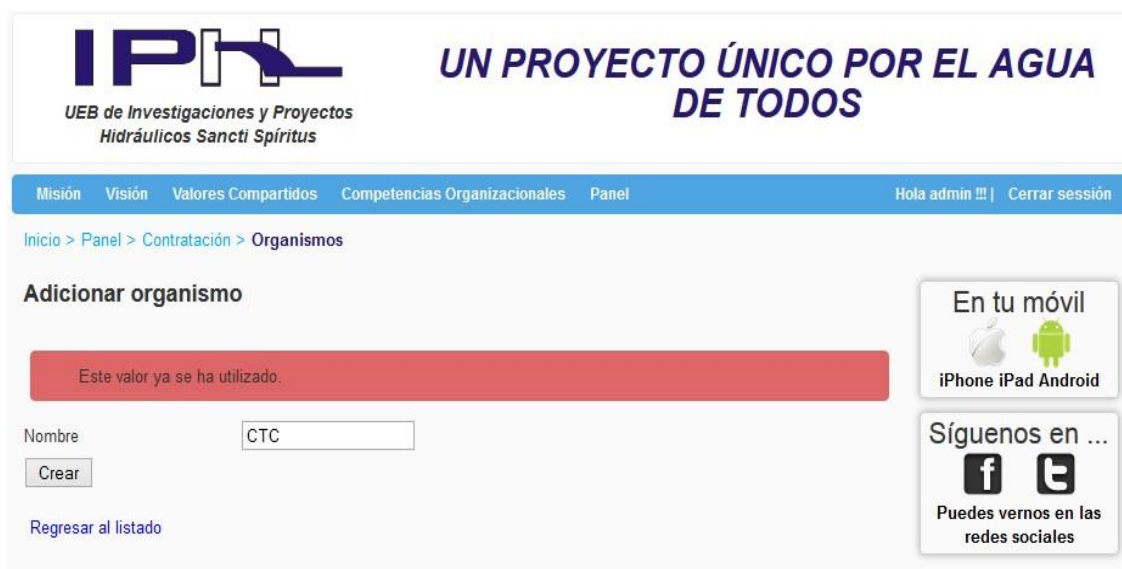 IPH
UEB de Investigaciones y Proyectos
Hidráulicos Sancti Spíritus
UN PROYECTO ÚNICO POR EL AGUA
DE TODOS
Misión Visión Valores Compartidos Competencias Organizacionales Panel Hola admin !!! | Cerrar sessión
Inicio > Panel > Contratación > Organismos
Adicionar organismo
Este valor ya se ha utilizado.
Nombre CTC
Crear
Regresar al listado
En tu móvil
iPhone iPad Android
Síguenos en ...
f t
Puedes vernos en las
redes sociales